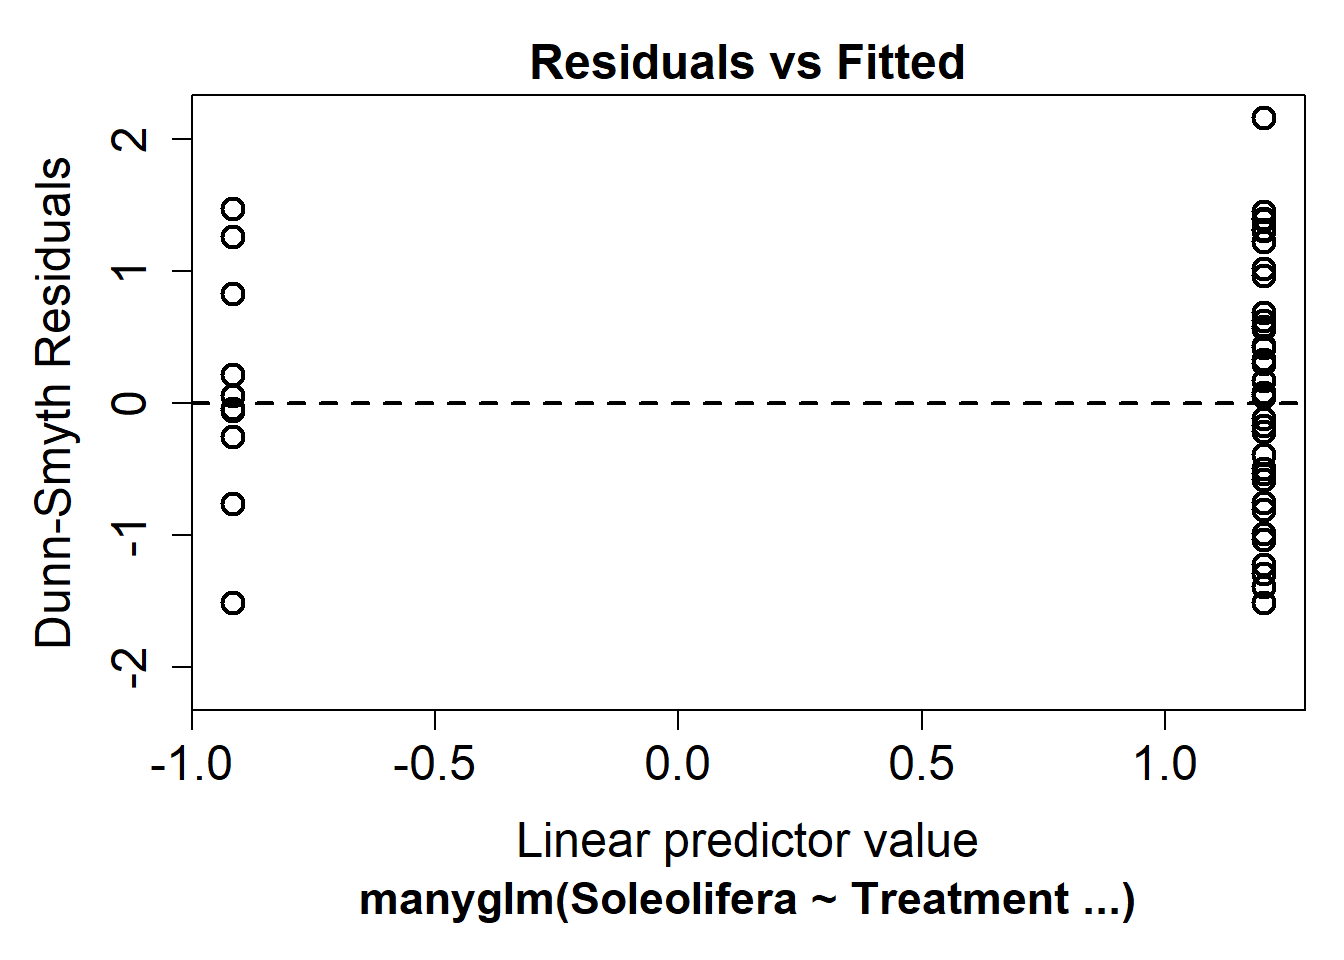 Residuals vs Fitted
Dunn-Smyth Residuals
2
1
0
-1
-2
-1.0 -0.5 0.0 0.5 1.0
Linear predictor value
manyglm(Soleolifera ~ Treatment ...)